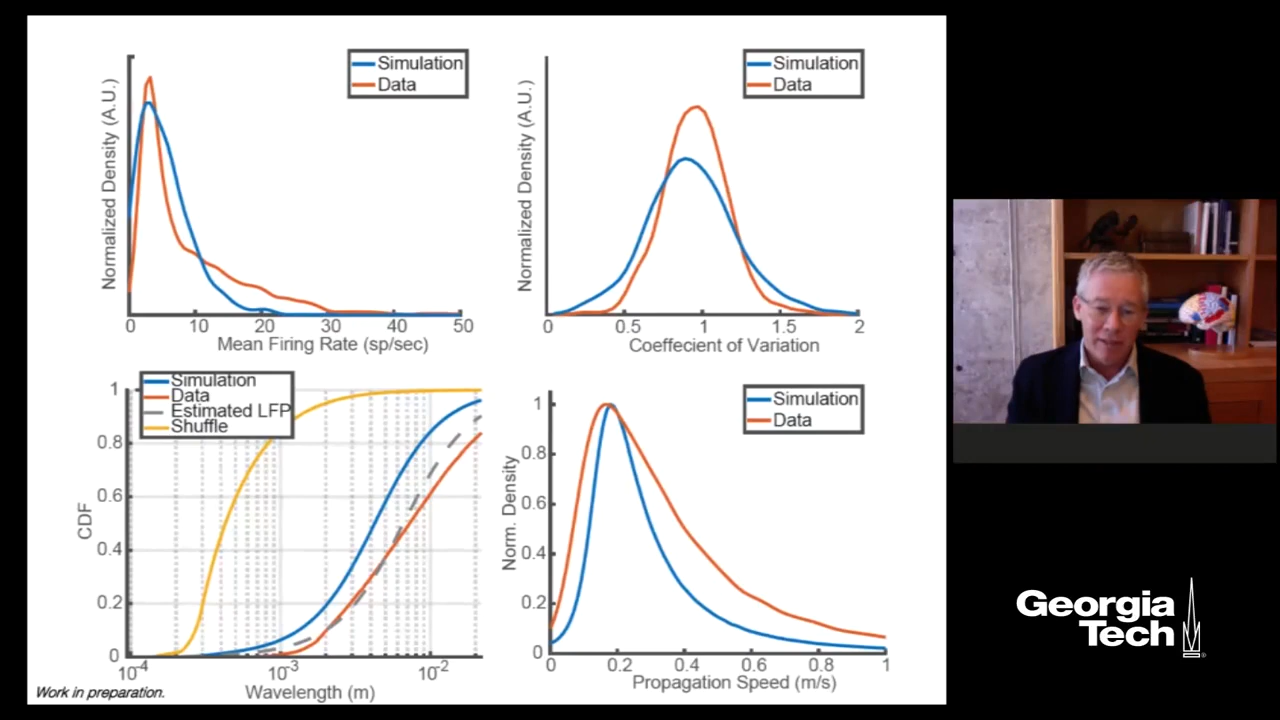 Simulation
Data
Normalized Density (A.U.)
0 10 20 30 40 50
Mean Firing Rate (sp/sec)
Simulation
Data
Normalized Density (A.U.)
0 0.5 1 1.5 2
Coeffecient of Variation
Simulation
Data
Estimated LFP
Shuffle
CDF
1
0.8
0.6
0.4
0.2
0
10-4 10-3 10-2
Wavelength (m)
Work in preparation.
Simulation
Data
Norm. Density
1
0.8
0.6
0.4
0.2
0
0 0.2 0.4 0.6 0.8 1
Propagation Speed (m/s)
Georgia
Tech